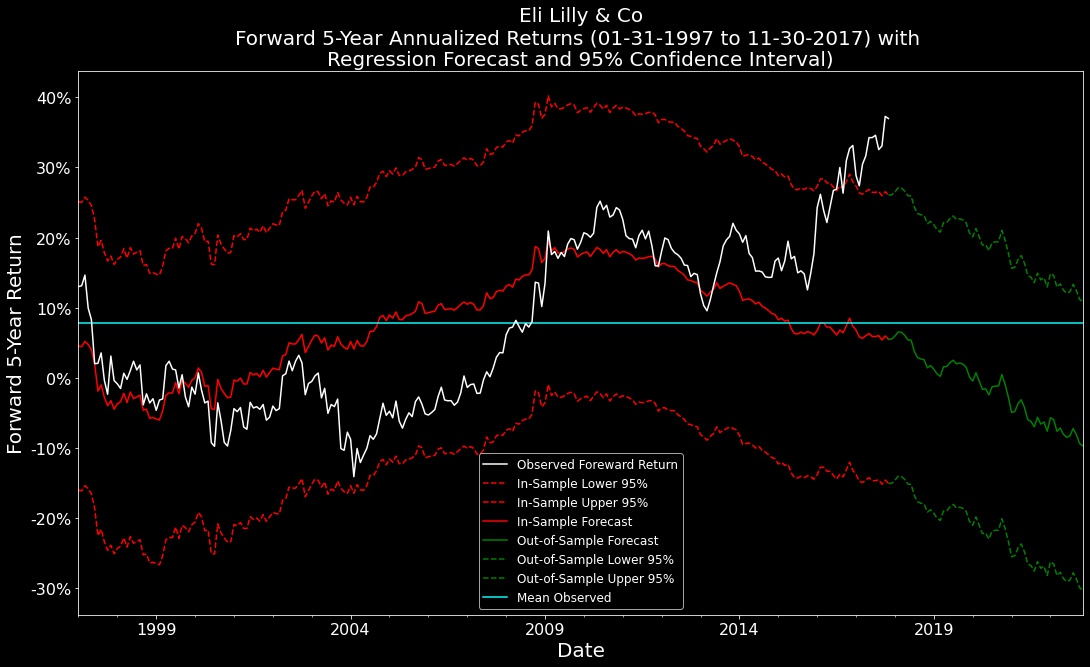 Eli Lilly & Co
Forward 5-Year Annualized Returns (01-31-1997 to 11-30-2017) with
Regression Forecast and 95% Confidence Interval)
Forward 5-Year Return
40%
30%
20%
10%
0%
-10%
-20%
-30%
Observed Foreward Return
In-Sample Lower 95%
In-Sample Upper 95%
In-Sample Forecast
Out-of-Sample Forecast
Out-of-Sample Lower 95%
Out-of-Sample Upper 95%
Mean Observed
1999
2004
2009
2014
2019
Date